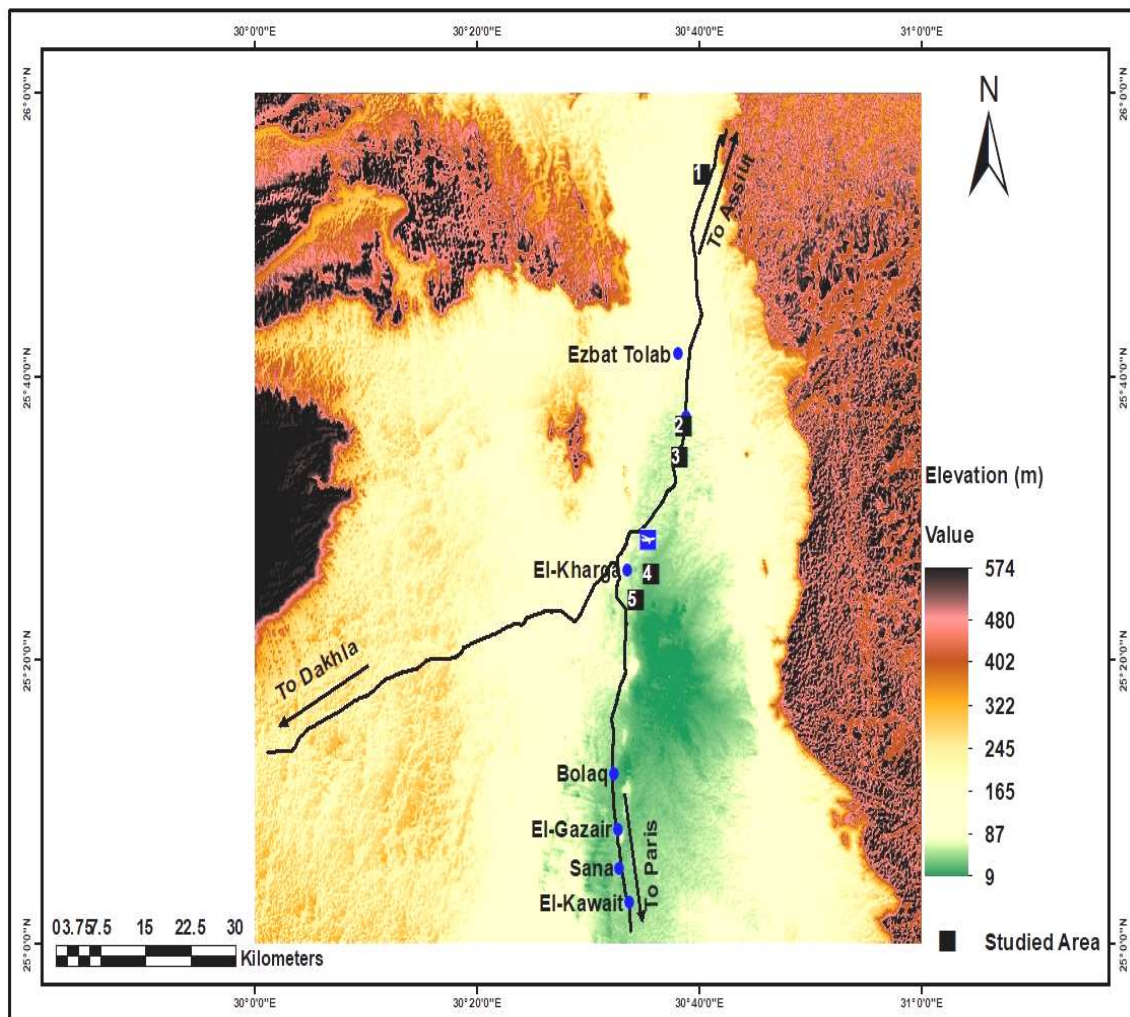 30°0'0"E 30°20'0"E 30°40'0"E 31°0'0"E
26°0'0"N 26°0'0"N
N
1
To Assiut
Ezbat Tolab
25°40'0"N 25°40'0"N
2
3
Elevation (m)
Value
574
480
402
322
245
165
87
9
El-Kharga
4
5
25°20'0"N 25°20'0"N
To Dakhla
Bolaq
El-Gazair
To Paris
Sana
El-Kawait
03.757.5 15 22.5 30
Kilometers
Studied Area
25°0'0"N 25°0'0"N
30°0'0"E 30°20'0"E 30°40'0"E 31°0'0"E